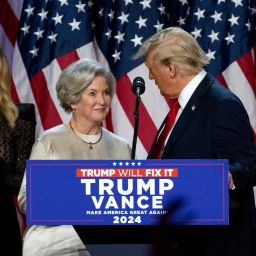 TRUMP WILL FIX IT
TRUMP
VANCE
MAKE AMERICA GREAT AGAIN!
2024